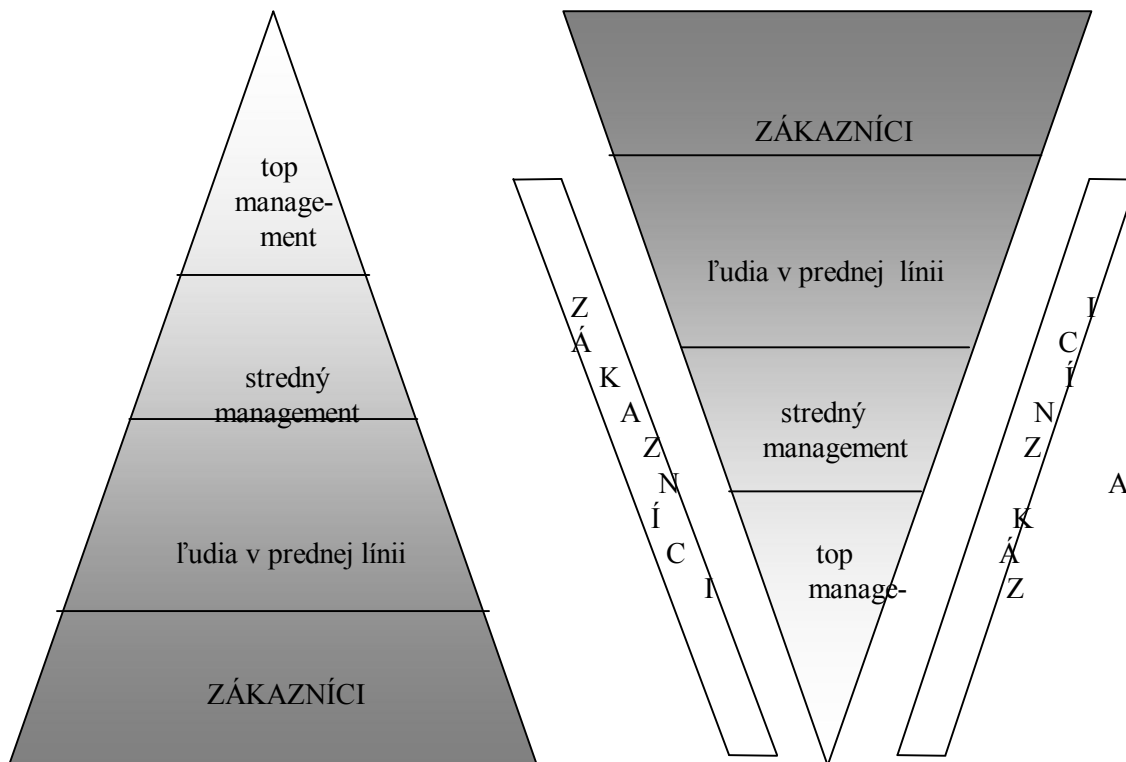 top
manage-
ment
stredný
management
ľudia v prednej línii
ZÁKAZNÍCI
ZÁKAZNÍCI
ľudia v prednej línii
stredný
management
top
manage-
Z
Á
K
A
Z
N
Í
C
I
I
C
Í
N
Z
A
K
Á
Z